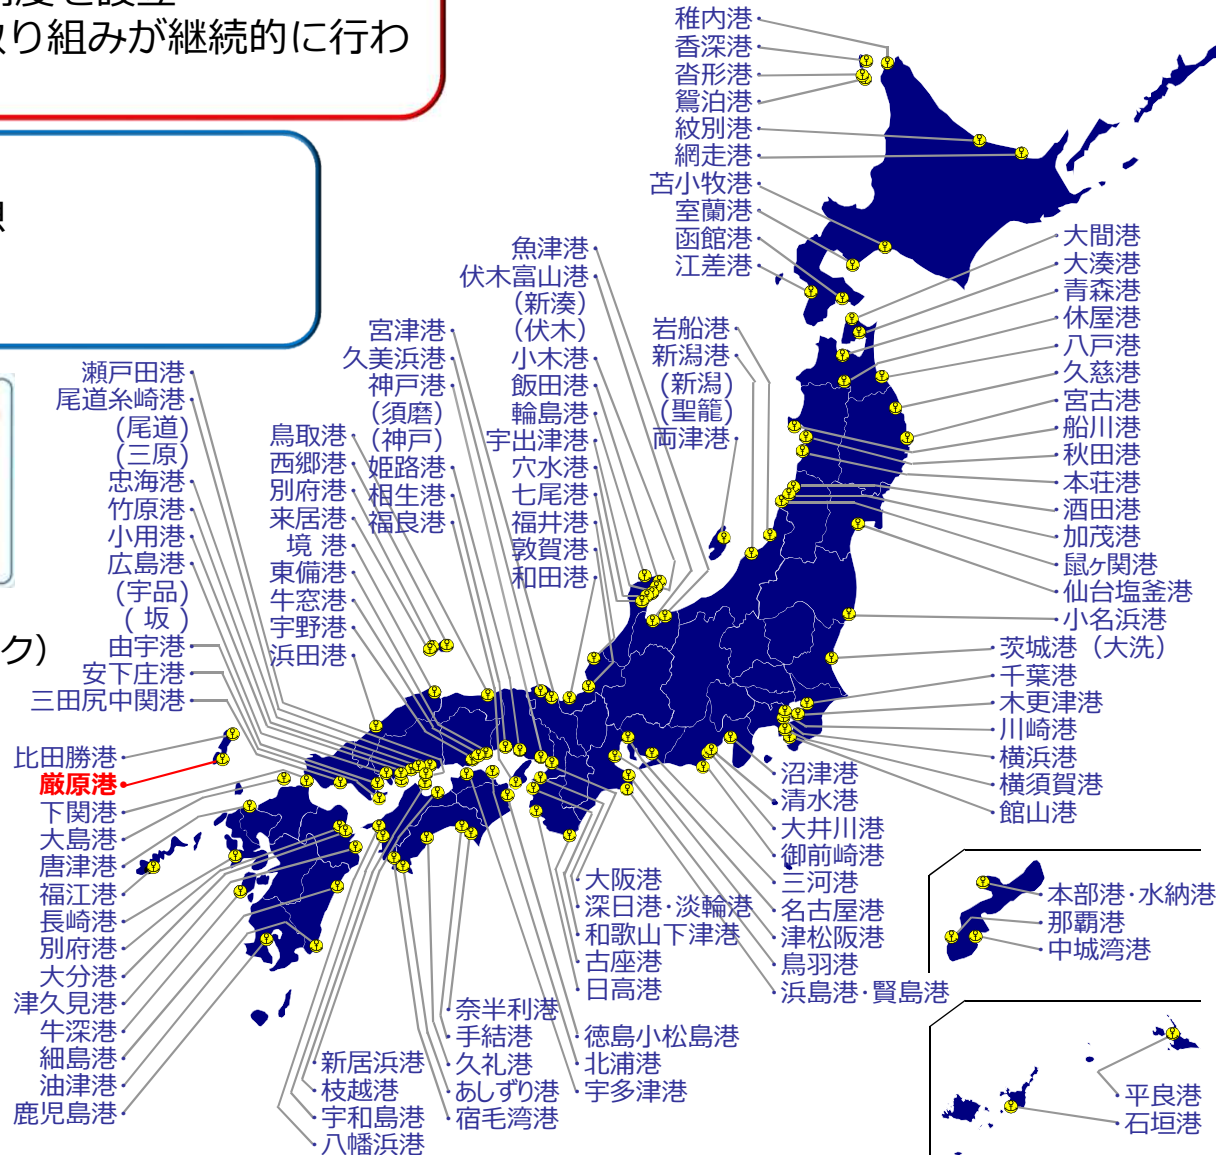 制度を設立
取り組みが継続的に行わ
ク）
稚内港
香深港
沓形港
鴛泊港
紋別港
網走港
苫小牧港
室蘭港
函館港
江差港
大間港
大湊港
青森港
休屋港
八戸港
久慈港
宮古港
船川港
秋田港
本荘港
酒田港
加茂港
鼠ヶ関港
仙台塩釜港
小名浜港
茨城港（大洗）
千葉港
木更津港
川崎港
横浜港
横須賀港
館山港
岩船港
新潟港
(新潟)
(聖籠)
両津港
魚津港
伏木富山港
(新湊)
(伏木)
小木港
飯田港
輪島港
宇出津港
穴水港
七尾港
福井港
敦賀港
和田港
宮津港
久美浜港
神戸港
(須磨)
(神戸)
姫路港
相生港
福良港
鳥取港
西郷港
別府港
来居港
境 港
東備港
牛窓港
宇野港
浜田港
瀬戸田港
尾道糸崎港
(尾道)
(三原)
忠海港
竹原港
小用港
広島港
(宇品)
( 坂 )
由宇港
安下庄港
三田尻中関港
比田勝港
厳原港
下関港
大島港
唐津港
福江港
長崎港
別府港
大分港
津久見港
牛深港
細島港
油津港
鹿児島港
新居浜港
枝越港
宇和島港
八幡浜港
奈半利港
手結港
久礼港
あしずり港
宿毛湾港
徳島小松島港
北浦港
宇多津港
大阪港
深日港・淡輪港
和歌山下津港
古座港
日高港
沼津港
清水港
大井川港
御前崎港
三河港
名古屋港
津松阪港
鳥羽港
浜島港・賢島港
本部港・水納港
那覇港
中城湾港
平良港
石垣港